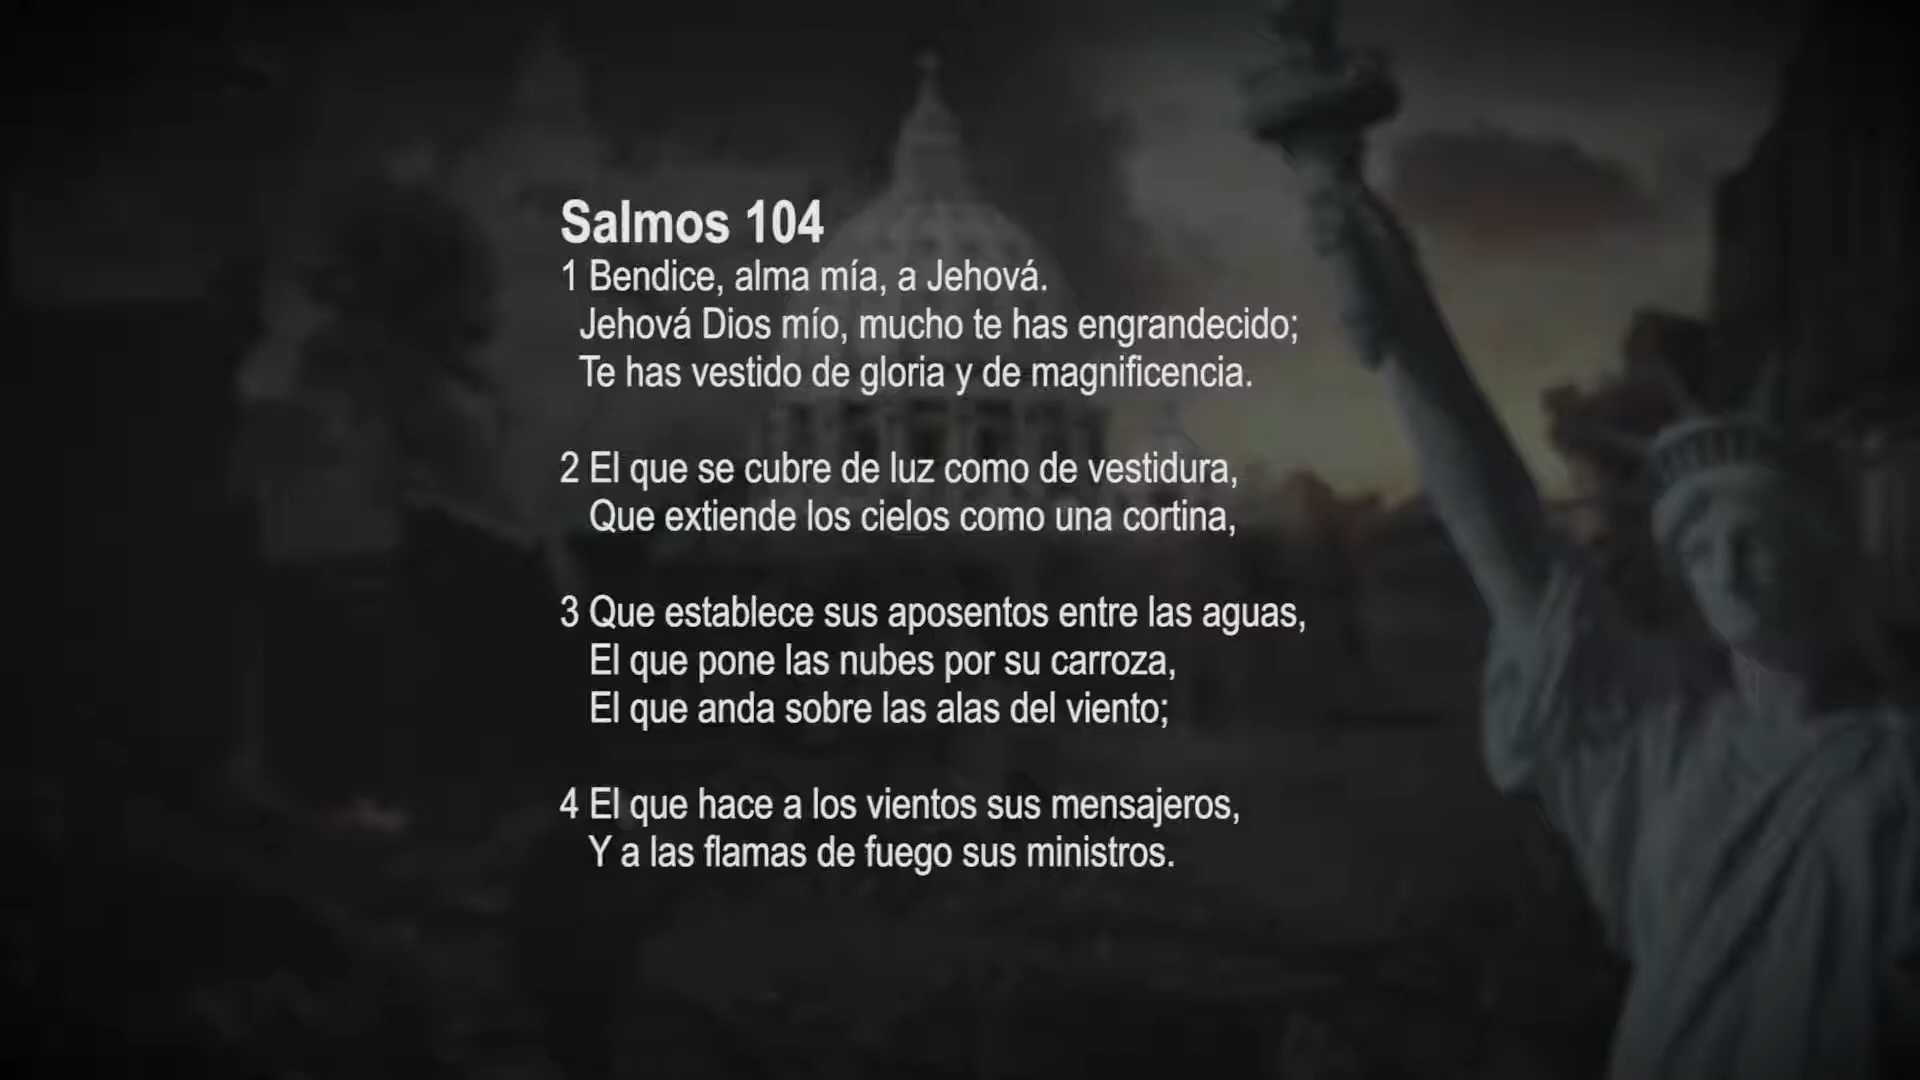 Salmos 104
1 Bendice, alma mía, a Jehová.
Jehová Dios mío, mucho te has engrandecido;
Te has vestido de gloria y de magnificencia.
2 El que se cubre de luz como de vestidura,
Que extiende los cielos como una cortina,
3 Que establece sus aposentos entre las aguas,
El que pone las nubes por su carroza,
El que anda sobre las alas del viento;
4 El que hace a los vientos sus mensajeros,
Y a las flamas de fuego sus ministros.